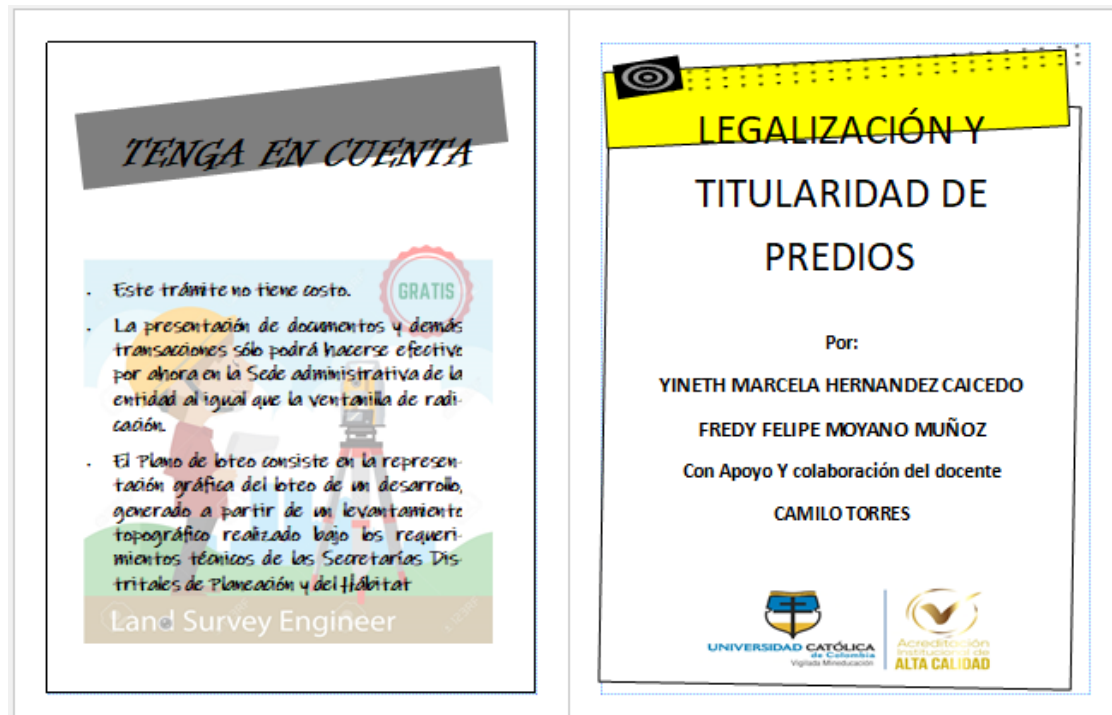 TENGA EN CUENTA
GRATIS
. Este trámite no tiene costo.
. La presentación de documentos y demás
transacciones sólo podrá hacerse efectivo
por ahora en la Sede administrativa de la
entidad al igual que la ventanilla de radi-
cación.
. El Plano de loteo consiste en la represen-
tación gráfica del loteo de un desarrollo,
generado a partir de un levantamiento
topográfico realizado bajo los requeri-
mientos técnicos de las Secretarías Dis-
tritales de Planeación y del Hábitat
Land Survey Engineer
LEGALIZACIÓN Y
TITULARIDAD DE
PREDIOS
Por:
YINETH MARCELA HERNANDEZ CAICEDO
FREDY FELIPE MOYANO MUÑOZ
Con Apoyo Y colaboración del docente
CAMILO TORRES
UNIVERSIDAD CATÓLICA
de Colombia
Vigilada Mineducación
Acreditación
Institucional de
ALTA CALIDAD